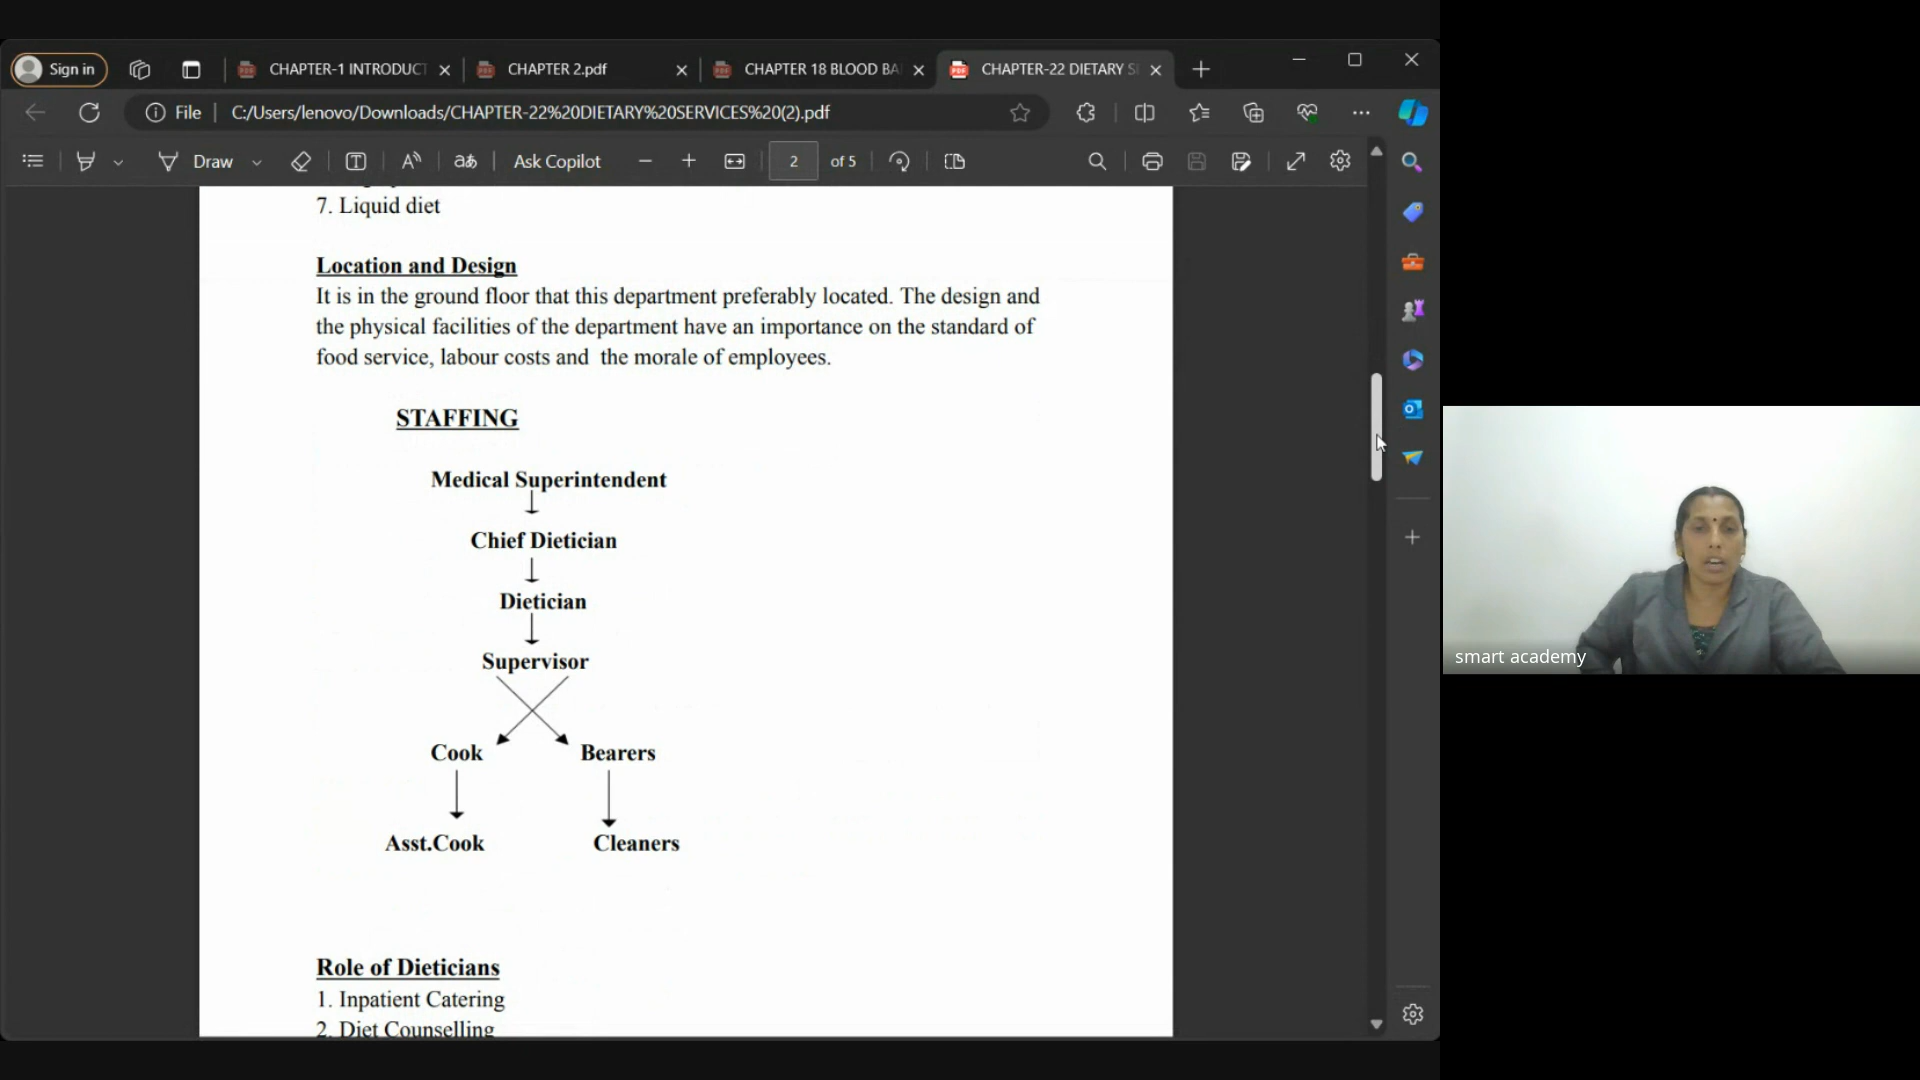 Sign in
CHAPTER-1 INTRODUCT
CHAPTER 2.pdf
CHAPTER 18 BLOOD BA
CHAPTER-22 DIETARY S
File
C:/Users/lenovo/Downloads/CHAPTER-22%20DIETARY%20SERVICES%20(2).pdf
Draw
Ask Copilot
2 of 5
7. Liquid diet
Location and Design
It is in the ground floor that this department preferably located. The design and
the physical facilities of the department have an importance on the standard of
food service, labour costs and the morale of employees.
STAFFING
Medical Superintendent
Chief Dietician
Dietician
Supervisor
Cook Bearers
Asst.Cook Cleaners
Role of Dieticians
1. Inpatient Catering
2. Diet Counselling
smart academy